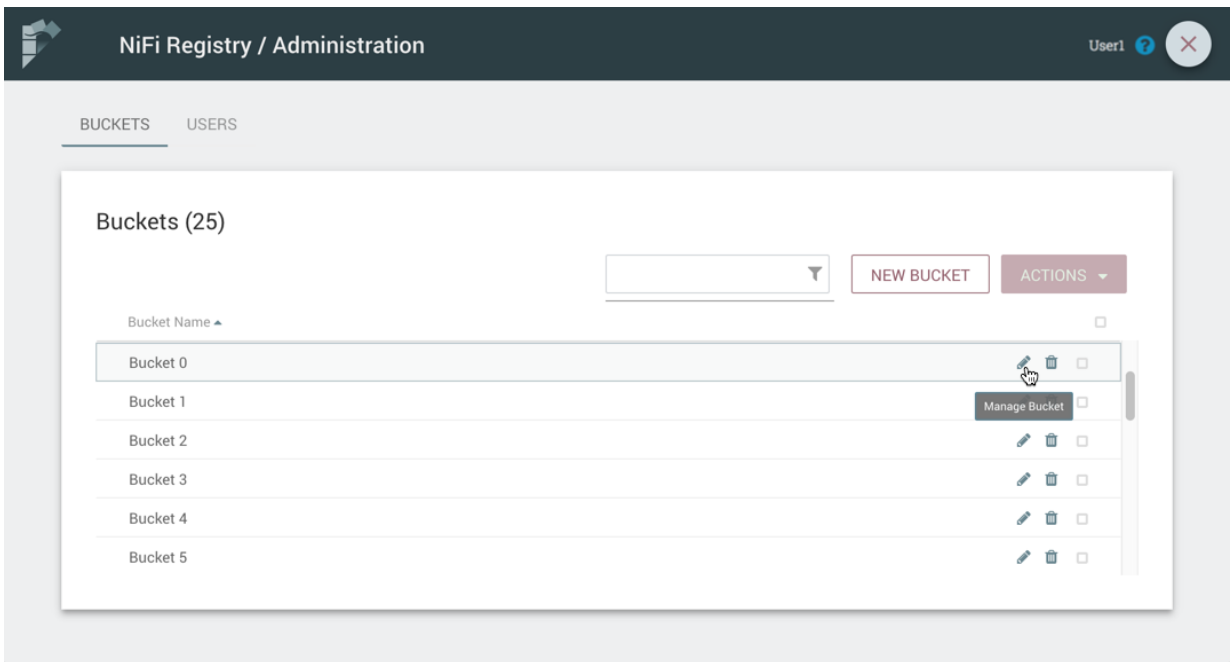 NiFi Registry / Administration
User1 ?
BUCKETS USERS
Buckets (25)
NEW BUCKET ACTIONS
Bucket Name
Bucket 0
Bucket 1
Manage Bucket
Bucket 2
Bucket 3
Bucket 4
Bucket 5